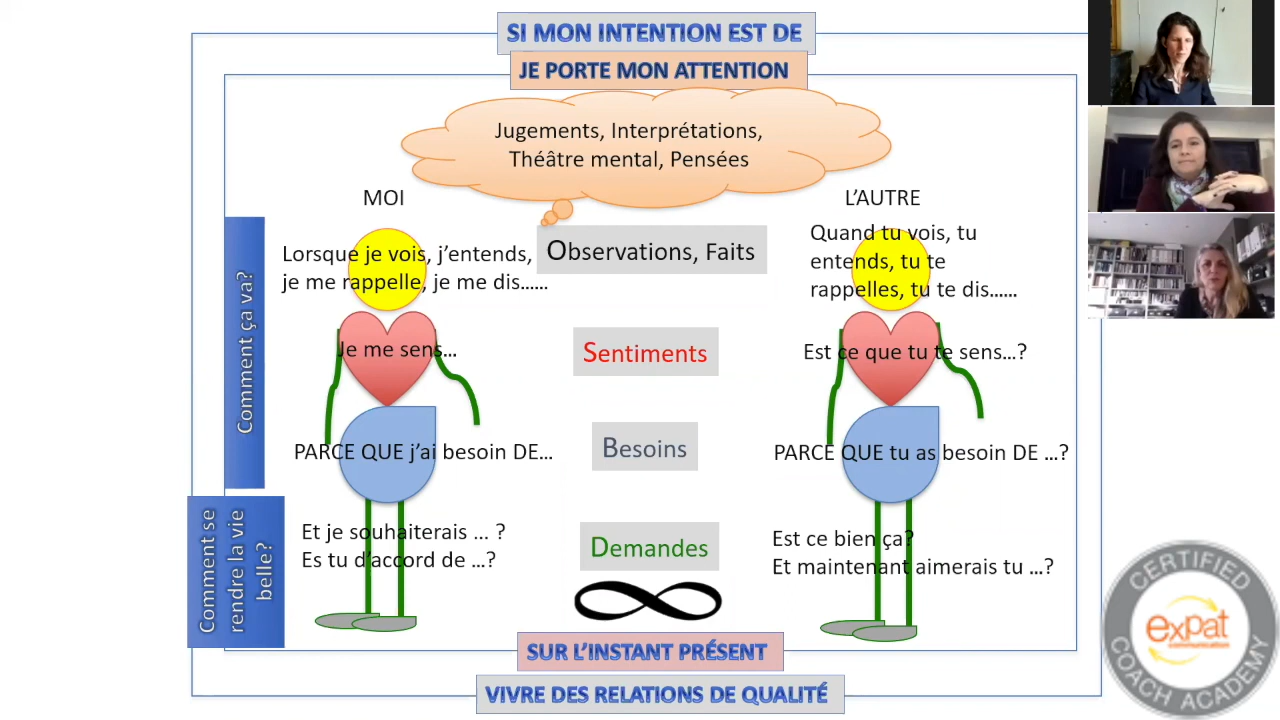 SI MON INTENTION EST DE
JE PORTE MON ATTENTION
Jugements, Interprétations,
Théâtre mental, Pensées
MOI
L’AUTRE
Comment ça va?
Lorsque je vois, j’entends,
je me rappelle, je me dis......
Observations, Faits
Quand tu vois, tu
entends, tu te
rappelles, tu te dis......
Je me sens...
Sentiments
Est ce que tu te sens...?
PARCE QUE j’ai besoin DE...
Besoins
PARCE QUE tu as besoin DE ...?
Comment se
rendre la vie
belle?
Et je souhaiterais ... ?
Es tu d’accord de ...?
Demandes
Est ce bien ça?
Et maintenant aimerais tu ...?
SUR L’INSTANT PRÉSENT
VIVRE DES RELATIONS DE QUALITÉ
CERTIFIED
expat
communication
COACH ACADEMY